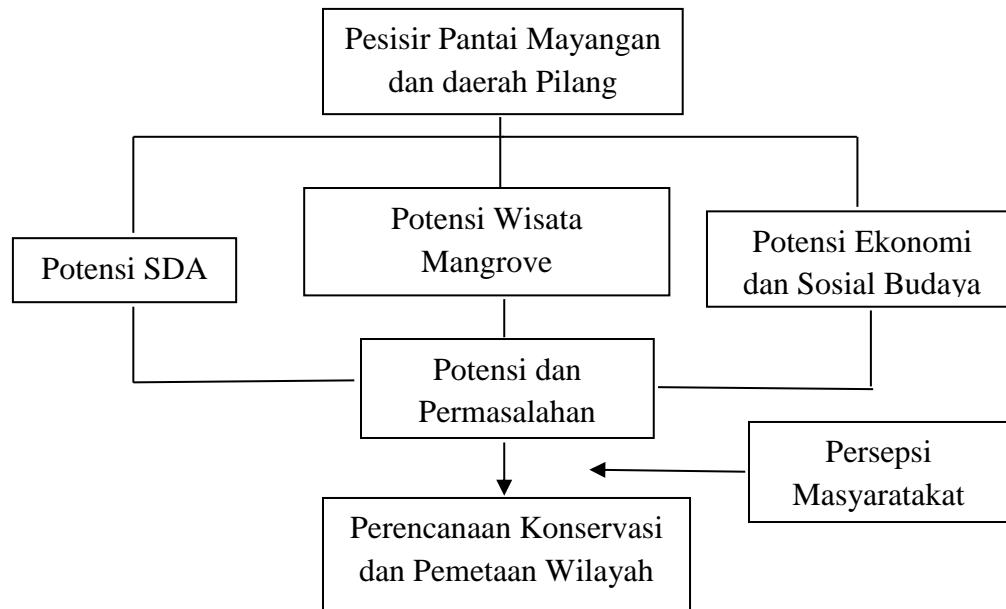 Pesisir Pantai Mayangan
dan daerah Pilang
Potensi SDA
Potensi Wisata
Mangrove
Potensi Ekonomi
dan Sosial Budaya
Potensi dan
Permasalahan
Persepsi
Masyaratakat
Perencanaan Konservasi
dan Pemetaan Wilayah